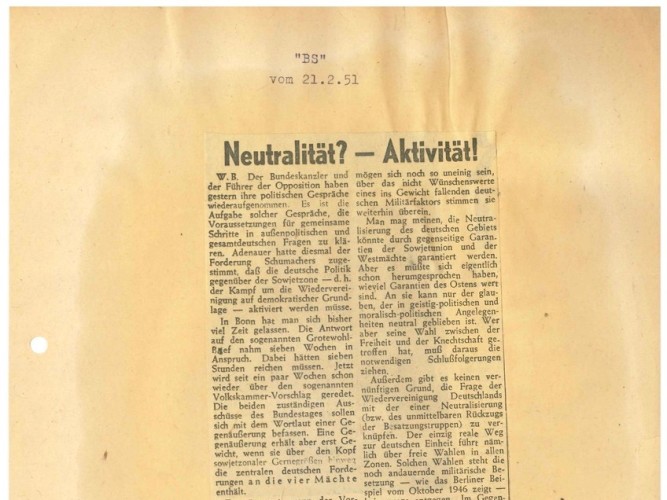 "BS"
vom 21.2.51
Neutralität? — Aktivität!
W. B. Der Bundeskanzler und
der Führer der Opposition haben
gestern ihre politischen Gespräche
wiederaufgenommen. Es ist die
Aufgabe solcher Gespräche, die
Voraussetzungen für gemeinsame
Schritte in außenpolitischen und
gesamtdeutschen Fragen zu klä-
ren. Adenauer hatte diesmal der
Forderung Schumachers zuge-
stimmt, daß die deutsche Politik
gegenüber der Sowjetzone — d. h.
der Kampf um die Wiederverei-
nigung auf demokratischer Grund-
lage — aktiviert werden müsse.
In Bonn hat man sich bisher
viel Zeit gelassen. Die Antwort
auf den sogenannten Grotewohl-
Brief nahm sieben Wochen in
Anspruch. Dabei hätten sieben
Stunden reichen müssen. Jetzt
wird seit ein paar Wochen schon
wieder über den sogenannten
Volkskammer-Vorschlag geredet.
Die beiden zuständigen Aus-
schüsse des Bundestages sollen
sich mit dem Wortlaut einer Ge-
genäußerung befassen. Eine Ge-
genäußerung erhält aber erst Ge-
wicht, wenn sie über den Kopf
sowjetzonaler Gernegrößen hinweg
die zentralen deutschen Forde-
rungen an die vier Mächte
enthält.
mögen sich noch so uneinig sein,
über das nicht Wünschenswerte
eines ins Gewicht fallenden deut-
schen Militärfaktors stimmen sie
weiterhin überein.
Man mag meinen, die Neutra-
lisierung des deutschen Gebiets
könnte durch gegenseitige Garan-
tien der Sowjetunion und der
Westmächte garantiert werden.
Aber es müßte sich eigentlich
schon herumgesprochen haben,
wieviel Garantien des Ostens wert
sind. An sie kann nur der glau-
ben, der in geistig-politischen und
moralisch-politischen Angelegen-
heiten neutral geblieben ist. Wer
aber seine Wahl zwischen der
Freiheit und der Knechtschaft ge-
troffen hat, muß daraus die
notwendigen Schlußfolgerungen
ziehen.
Außerdem gibt es keinen ver-
nünftigen Grund, die Frage der
Wiedervereinigung Deutschlands
mit der einer Neutralisierung
(bzw. des unmittelbaren Rückzugs
der Besatzungstruppen) zu ver-
knüpfen. Der einzig reale Weg
zur deutschen Einheit führt näm-
lich über freie Wahlen in allen
Zonen. Solchen Wahlen steht die
noch andauernde militärische Be-
setzung — wie das Berliner Bei-
spiel vom Oktober 1946 zeigt —
Im Gegen-